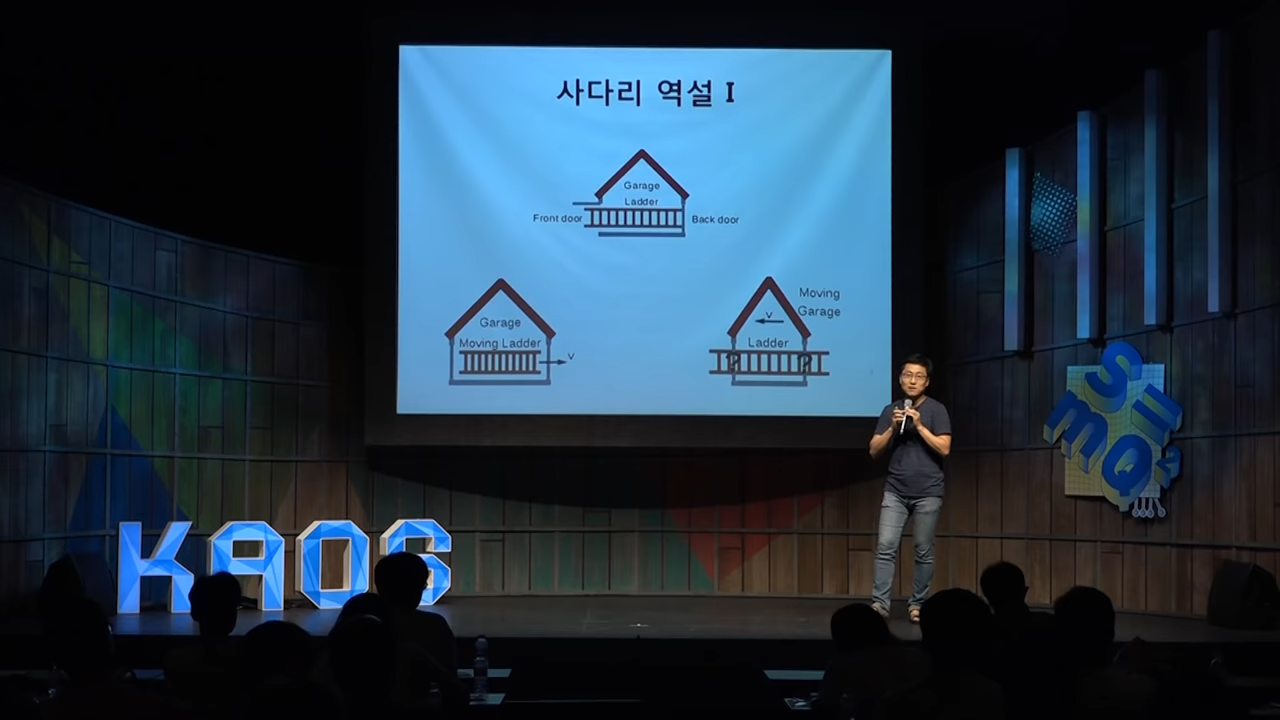 사다리 역설 I
Garage
Ladder
Front door
Back door
Garage
Moving Ladder
v
Moving Garage
v
Ladder
KAOS